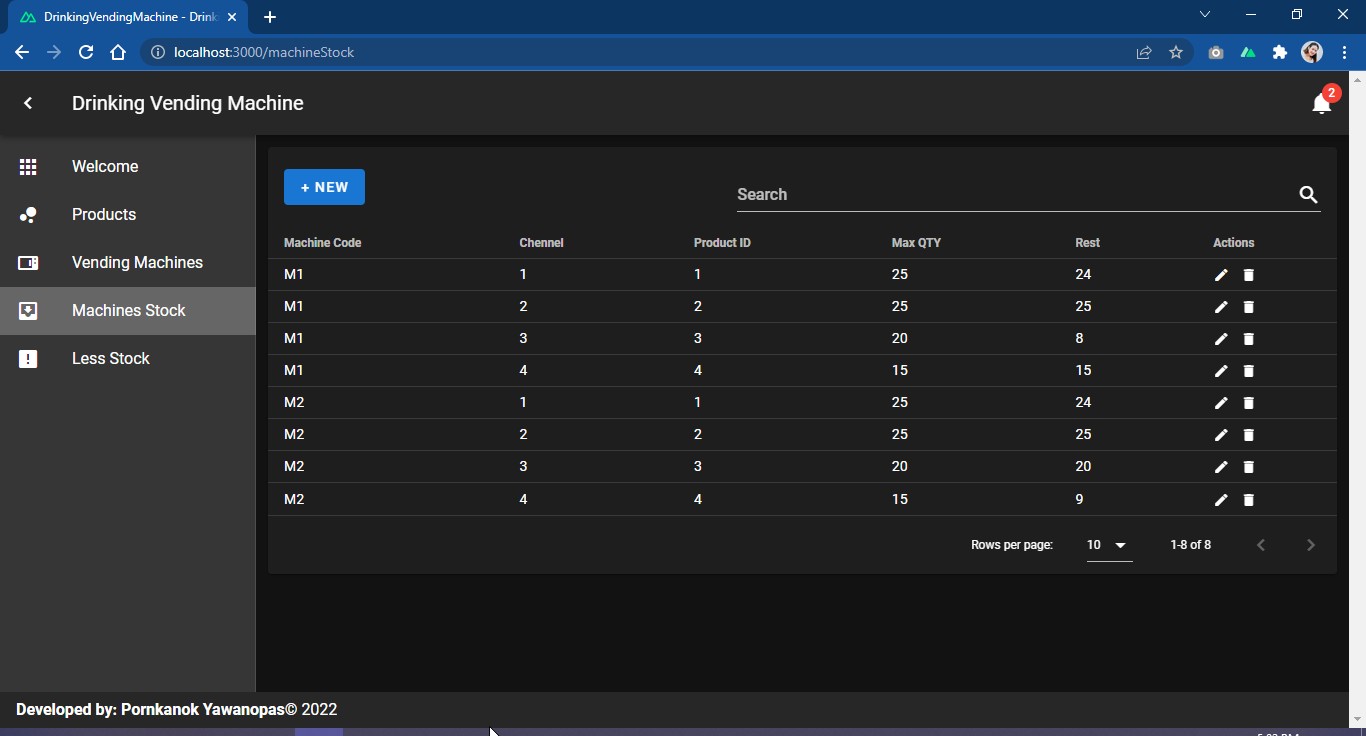 DrinkingVendingMachine - Drink
localhost:3000/machineStock
Drinking Vending Machine
2
Welcome
Products
Vending Machines
Machines Stock
Less Stock
+ NEW
Search
Machine Code Chennel Product ID Max QTY Rest Actions
M1 1 1 25 24
M1 2 2 25 25
M1 3 3 20 8
M1 4 4 15 15
M2 1 1 25 24
M2 2 2 25 25
M2 3 3 20 20
M2 4 4 15 9
Rows per page: 10 1-8 of 8
Developed by: Pornkanok Yawanopas© 2022